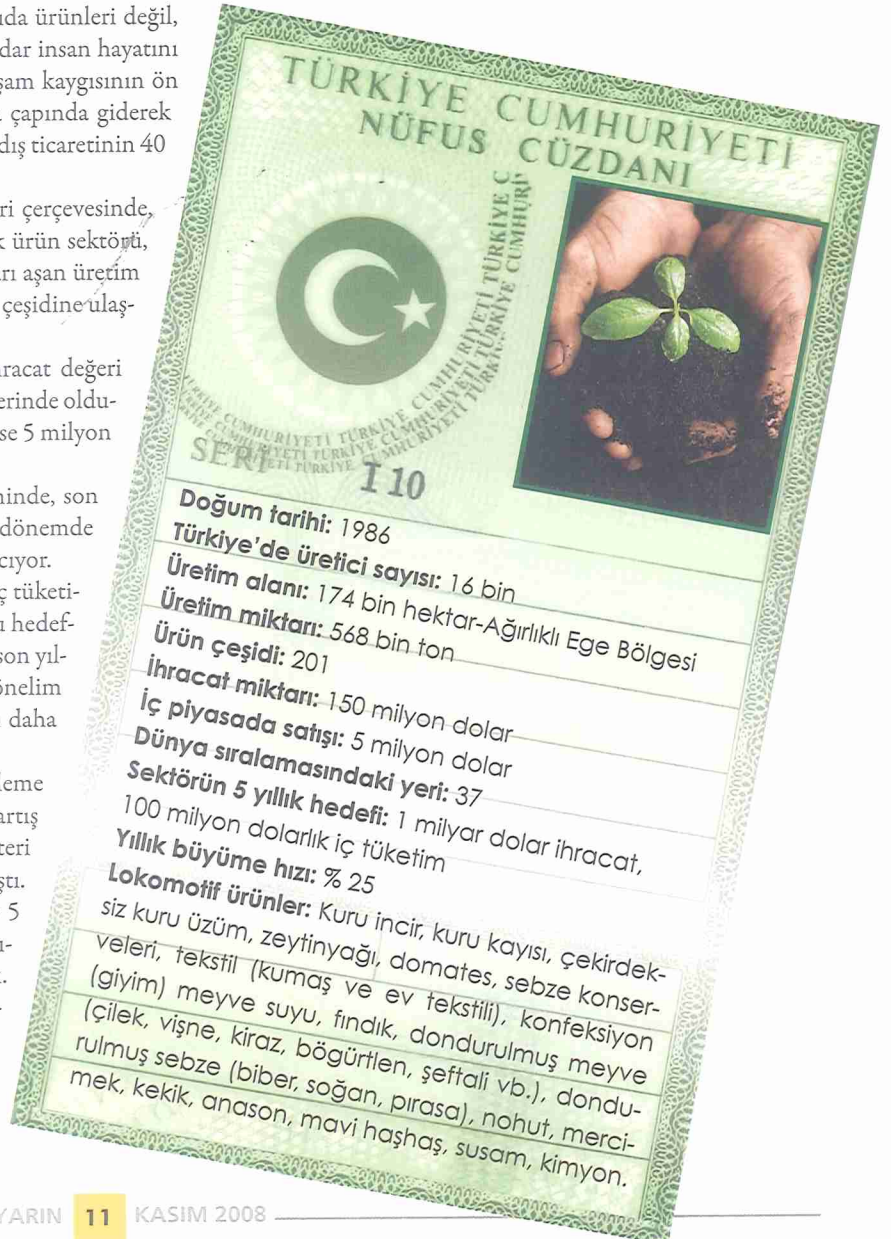 ıda ürünleri değil,
dar insan hayatını
şam kaygısının ön
çapında giderek
dış ticaretinin 40
ri çerçevesinde,
k ürün sektörü,
rı aşan üretim
çeşidine ulaş-
racat değeri
erinde oldu-
se 5 milyon
ninde, son
dönemde
cıyor.
ç tüketi-
ı hedef-
son yıl-
önelim
daha
leme
artış
teri
ştı.
5
ı-
TÜRKİYE CUMHURİYETİ
NÜFUS CÜZDANI
SERİ I 10
Doğum tarihi: 1986
Türkiye'de üretici sayısı: 16 bin
Üretim alanı: 174 bin hektar-Ağırlıklı Ege Bölgesi
Üretim miktarı: 568 bin ton
Ürün çeşidi: 201
İhracat miktarı: 150 milyon dolar
İç piyasada satışı: 5 milyon dolar
Dünya sıralamasındaki yeri: 37
Sektörün 5 yıllık hedefi: 1 milyar dolar ihracat,
100 milyon dolarlık iç tüketim
Yıllık büyüme hızı: % 25
Lokomotif ürünler: Kuru incir, kuru kayısı, çekirdek-
siz kuru üzüm, zeytinyağı, domates, sebze konser-
veleri, tekstil (kumaş ve ev tekstili), konfeksiyon
(giyim) meyve suyu, fındık, dondurulmuş meyve
(çilek, vişne, kiraz, böğürtlen, şeftali vb.), dondu-
rulmuş sebze (biber, soğan, pırasa), nohut, merci-
mek, kekik, anason, mavi haşhaş, susam, kimyon.
YARIN 11 KASIM 2008